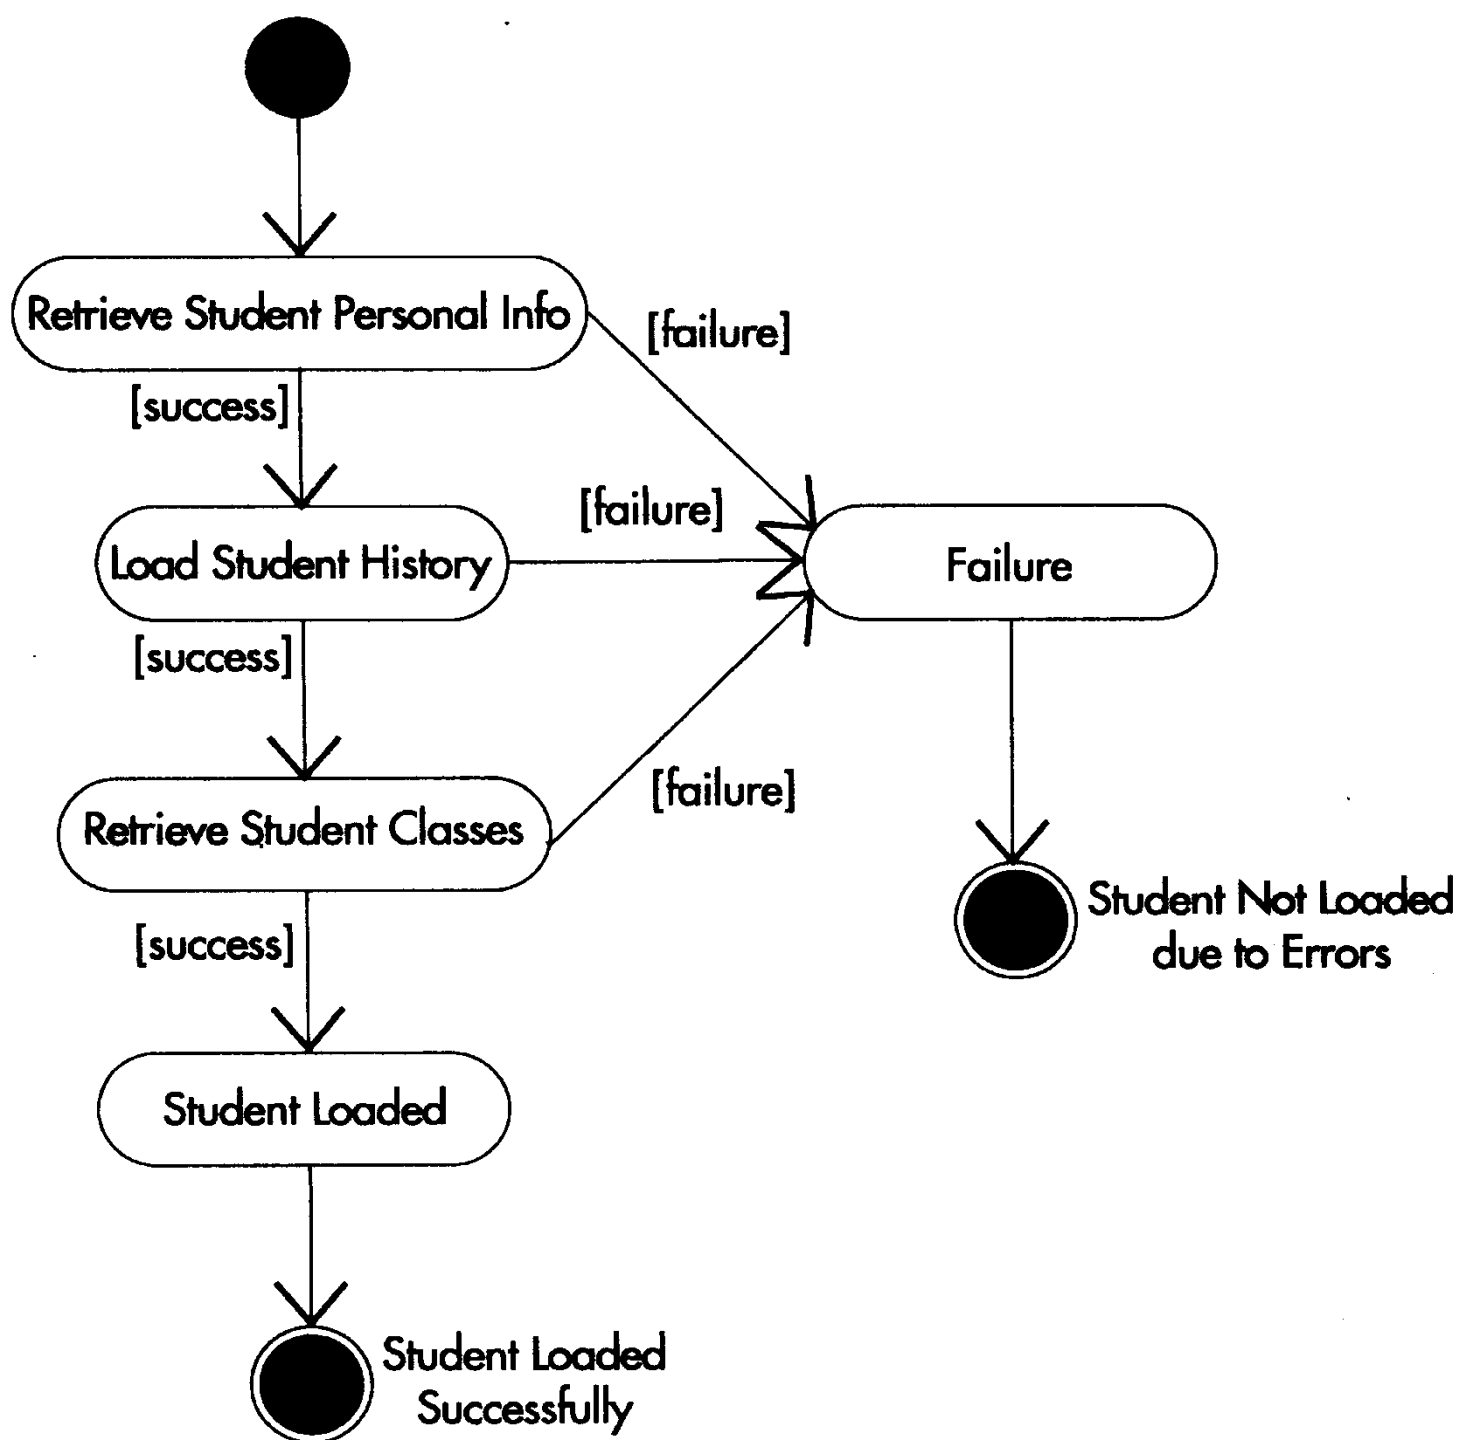 Retrieve Student Personal Info
[failure]
[success]
[failure]
Load Student History
Failure
[success]
[failure]
Retrieve Student Classes
Student Not Loaded
due to Errors
[success]
Student Loaded
Student Loaded
Successfully